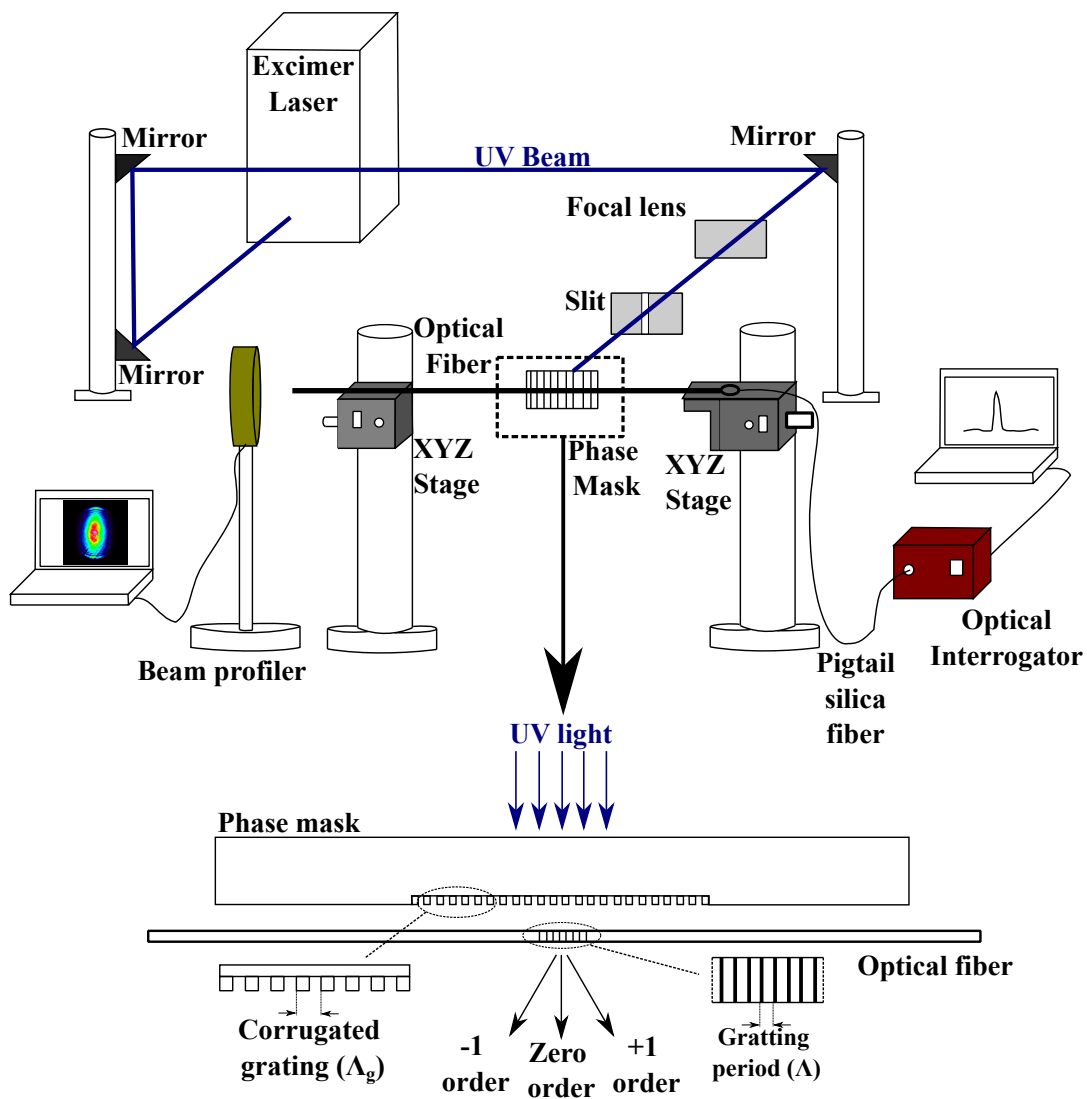 Excimer
Laser
Mirror
UV Beam
Mirror
Focal lens
Slit
Optical
Fiber
Mirror
XYZ
Stage
Phase
Mask
XYZ
Stage
Beam profiler
Optical
Interrogator
Pigtail
silica
fiber
UV light
Phase mask
Optical fiber
Corrugated
grating (Λg)
-1
order
Zero
order
+1
order
Gratting
period (Λ)